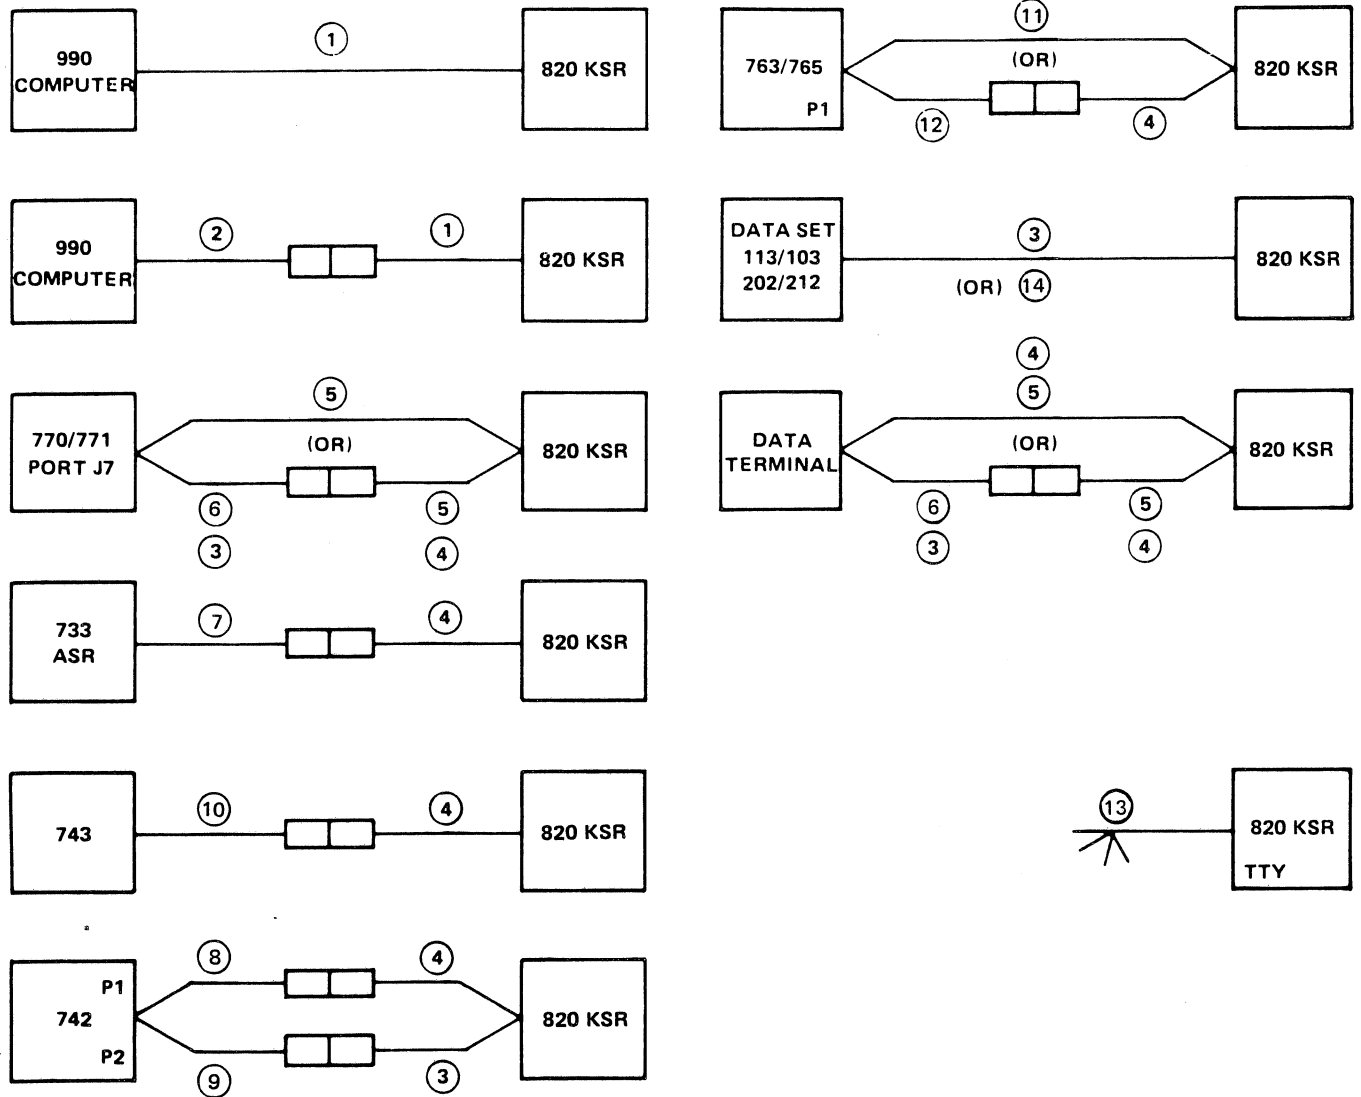 1
990
COMPUTER
820 KSR
2
1
990
COMPUTER
820 KSR
5
770/771
PORT J7
(OR)
820 KSR
6
5
3
4
7
4
733
ASR
820 KSR
10
4
743
820 KSR
8
4
P1
742
820 KSR
P2
9
3
11
763/765
(OR)
820 KSR
P1
12
4
DATA SET
113/103
202/212
3
820 KSR
(OR) 14
4
5
DATA
TERMINAL
(OR)
820 KSR
6
5
3
4
13
820 KSR
TTY